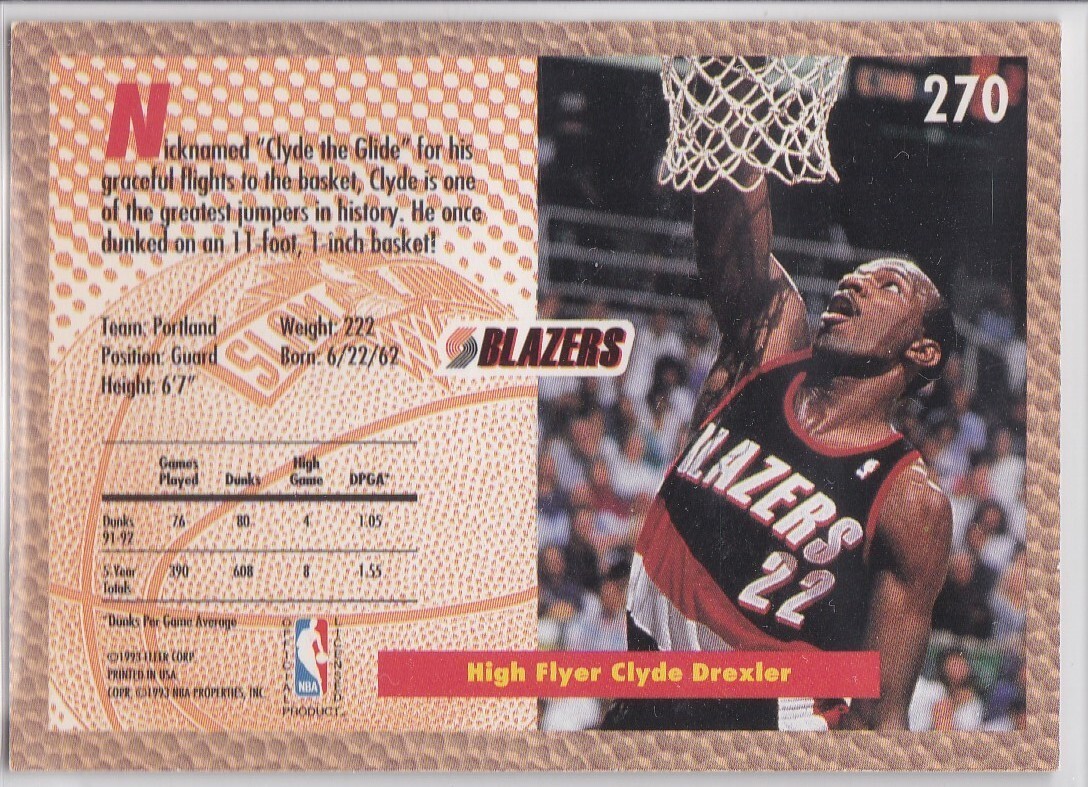 270
Nicknamed "Clyde the Glide" for his
graceful flights to the basket, Clyde is one
of the greatest jumpers in history. He once
dunked on an 11-foot, 1-inch basket!
Team: Portland
Weight: 222
Position: Guard
Born: 6/22/62
Height: 6'7"
BLAZERS
Games Played
Dunks
High Game
DPGA*
Dunks 91-92
76
80
4
1.05
5-Year Totals
390
608
8
1.55
*Dunks Per Game Average
©1993 FLEER CORP.
PRINTED IN USA
COPR. ©1993 NBA PROPERTIES, INC.
OFFICIAL
NBA
LICENSED
PRODUCT
BLAZERS
22
High Flyer Clyde Drexler